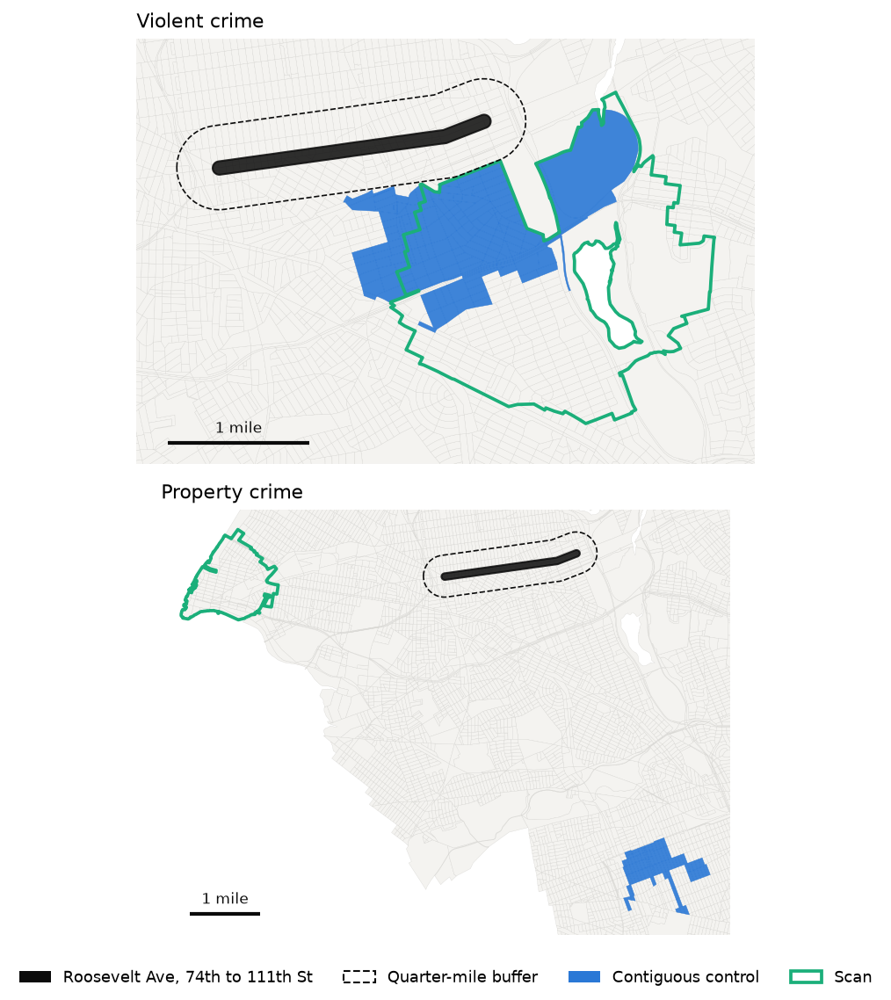 Violent crime
1 mile
Property crime
1 mile
Roosevelt Ave, 74th to 111th St
Quarter-mile buffer
Contiguous control
Scan